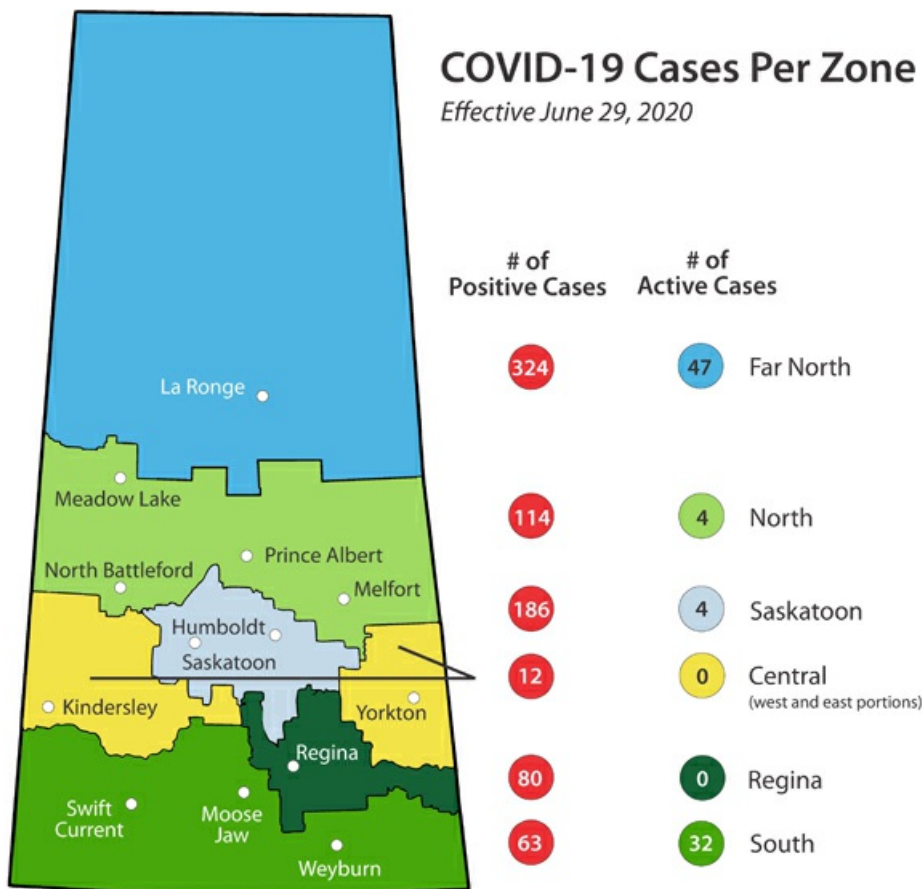 COVID-19 Cases Per Zone
Effective June 29, 2020
# of
Positive Cases
# of
Active Cases
324
47
Far North
114
4
North
186
4
Saskatoon
12
0
Central
(west and east portions)
80
0
Regina
63
32
South
La Ronge
Meadow Lake
Prince Albert
North Battleford
Melfort
Humboldt
Saskatoon
Kindersley
Yorkton
Regina
Swift
Current
Moose
Jaw
Weyburn